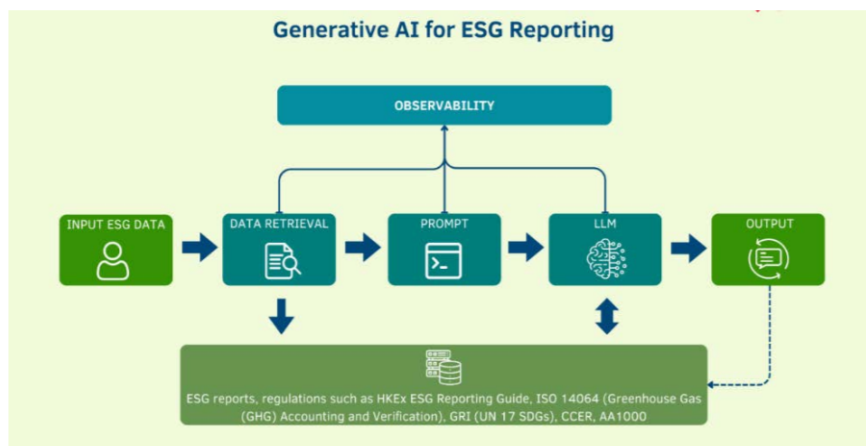 Generative AI for ESG Reporting
OBSERVABILITY
INPUT ESG DATA
DATA RETRIEVAL
PROMPT
LLM
OUTPUT
ESG reports, regulations such as HKEx ESG Reporting Guide, ISO 14064 (Greenhouse Gas
(GHG) Accounting and Verification), GRI (UN 17 SDGs), CCER, AA1000